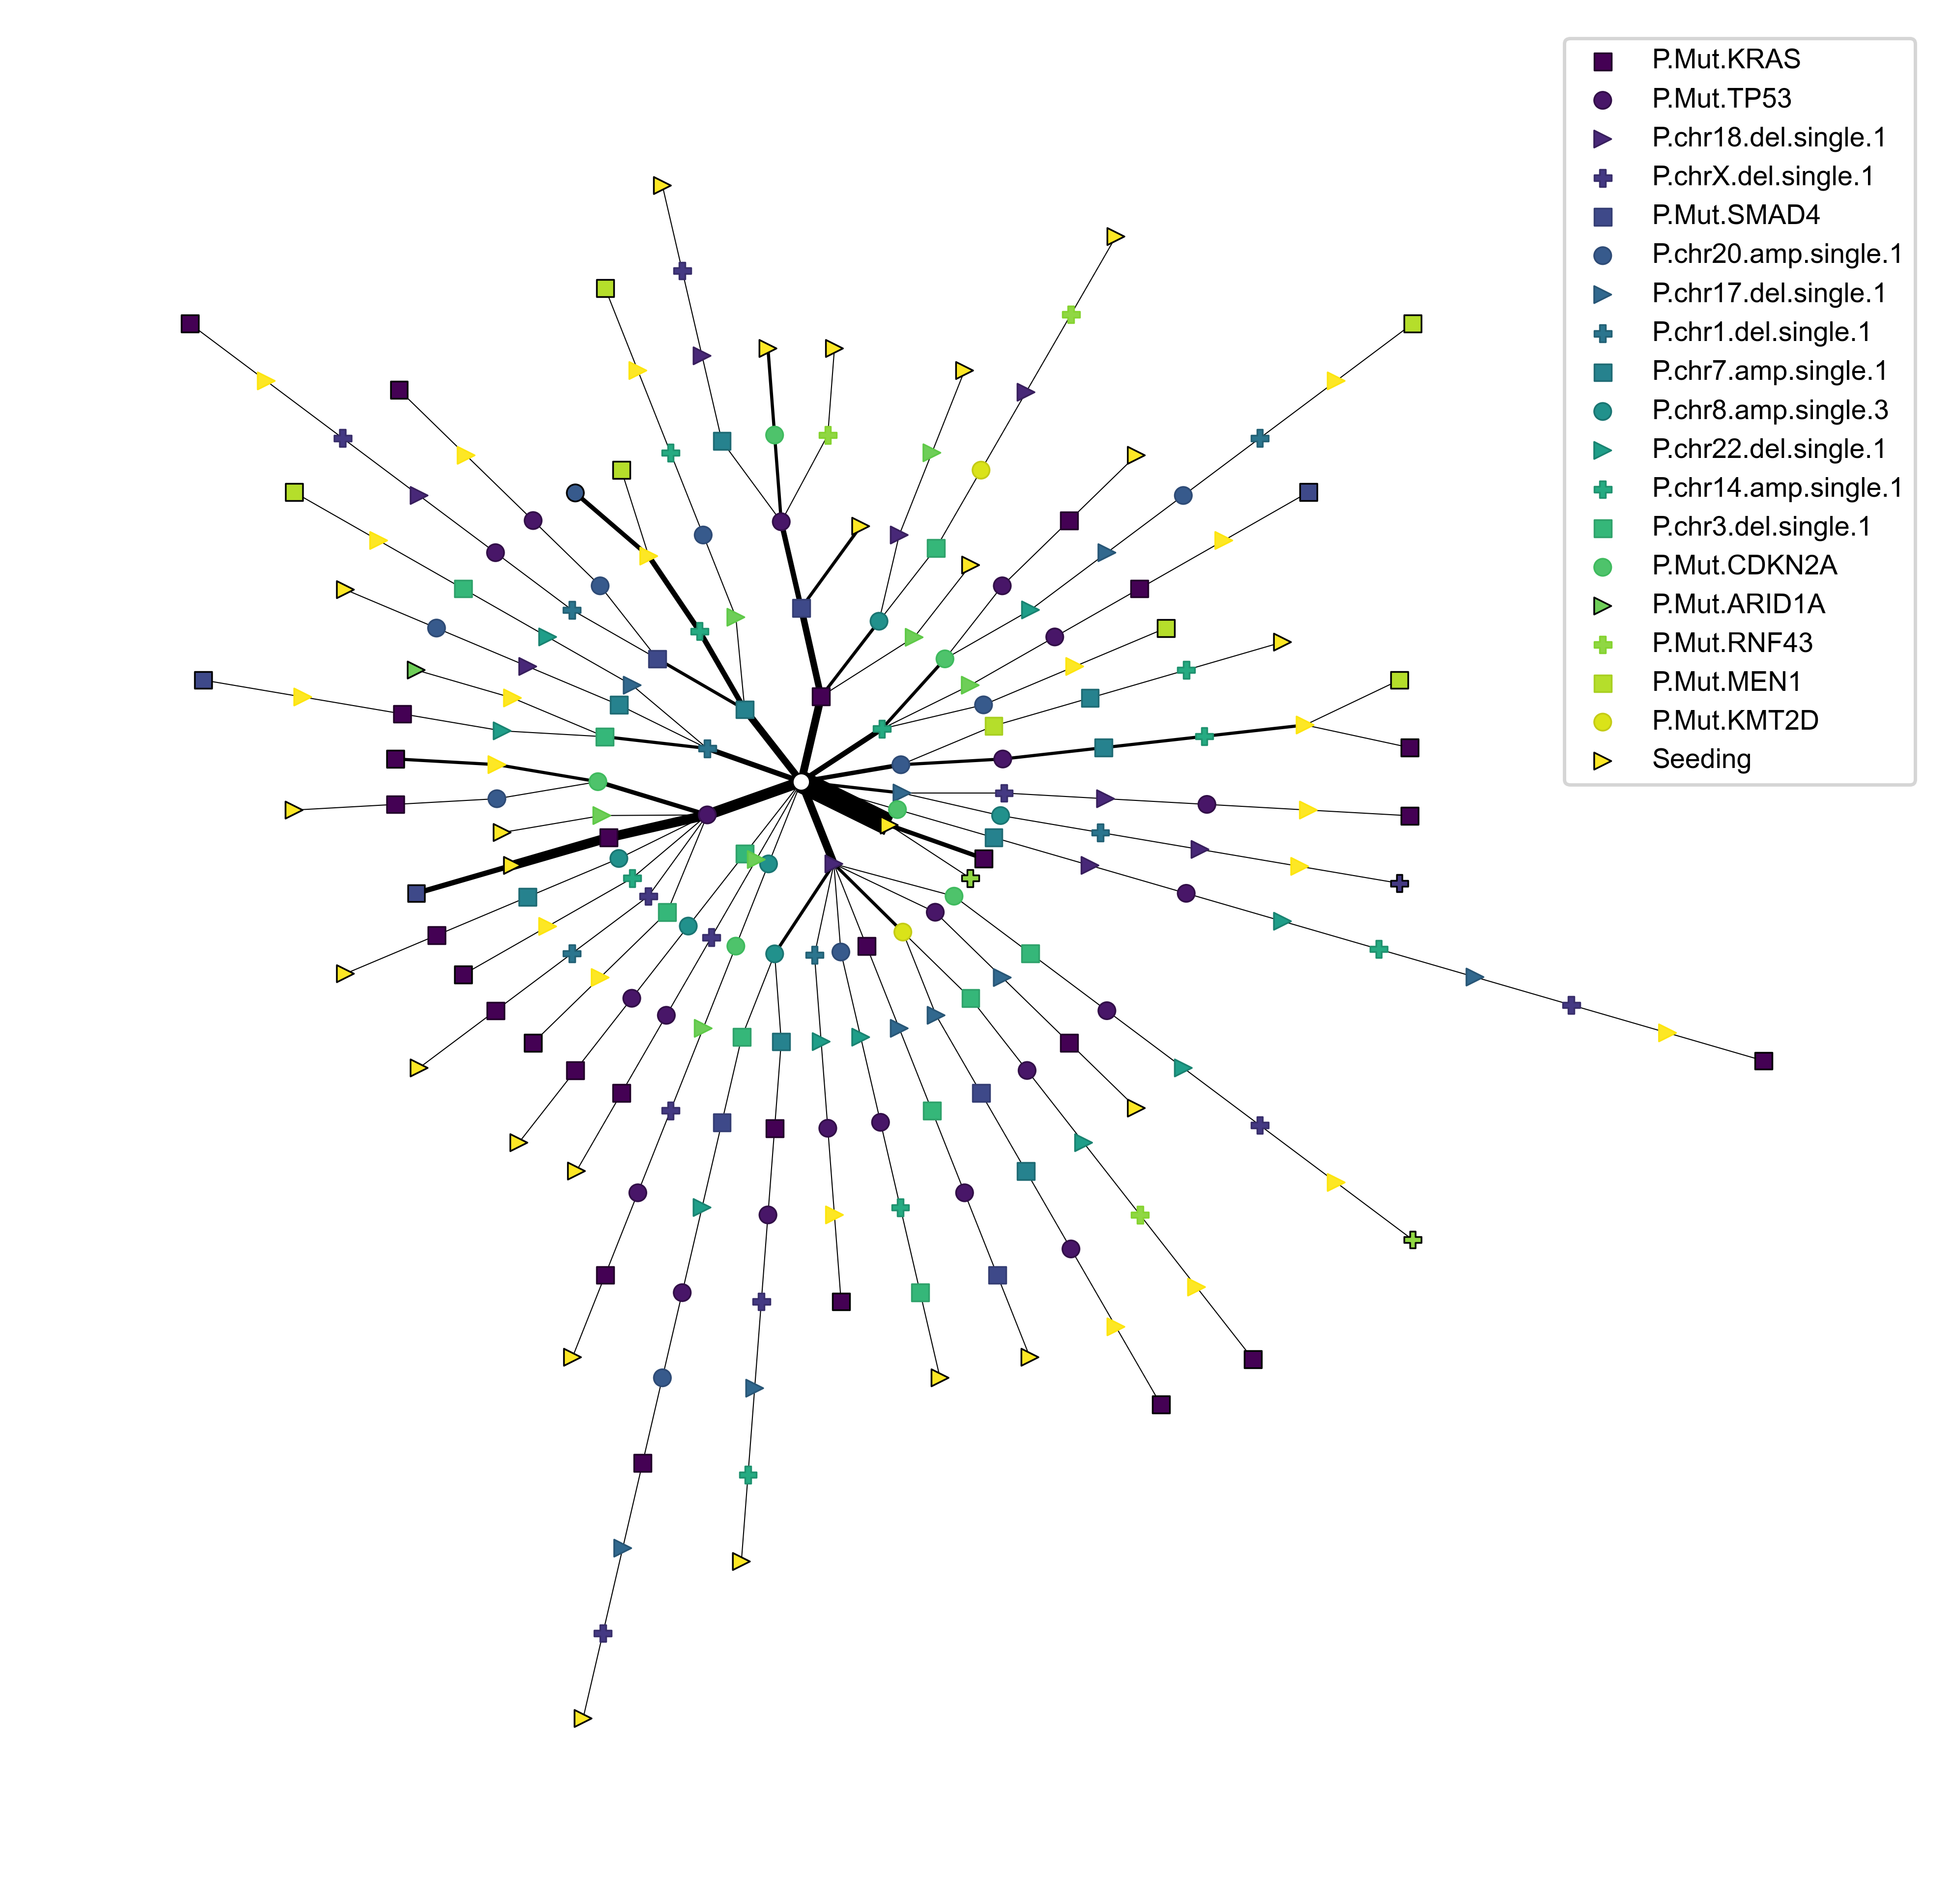 P.Mut.KRAS
P.Mut.TP53
P.chr18.del.single.1
P.chrX.del.single.1
P.Mut.SMAD4
P.chr20.amp.single.1
P.chr17.del.single.1
P.chr1.del.single.1
P.chr7.amp.single.1
P.chr8.amp.single.3
P.chr22.del.single.1
P.chr14.amp.single.1
P.chr3.del.single.1
P.Mut.CDKN2A
P.Mut.ARID1A
P.Mut.RNF43
P.Mut.MEN1
P.Mut.KMT2D
Seeding